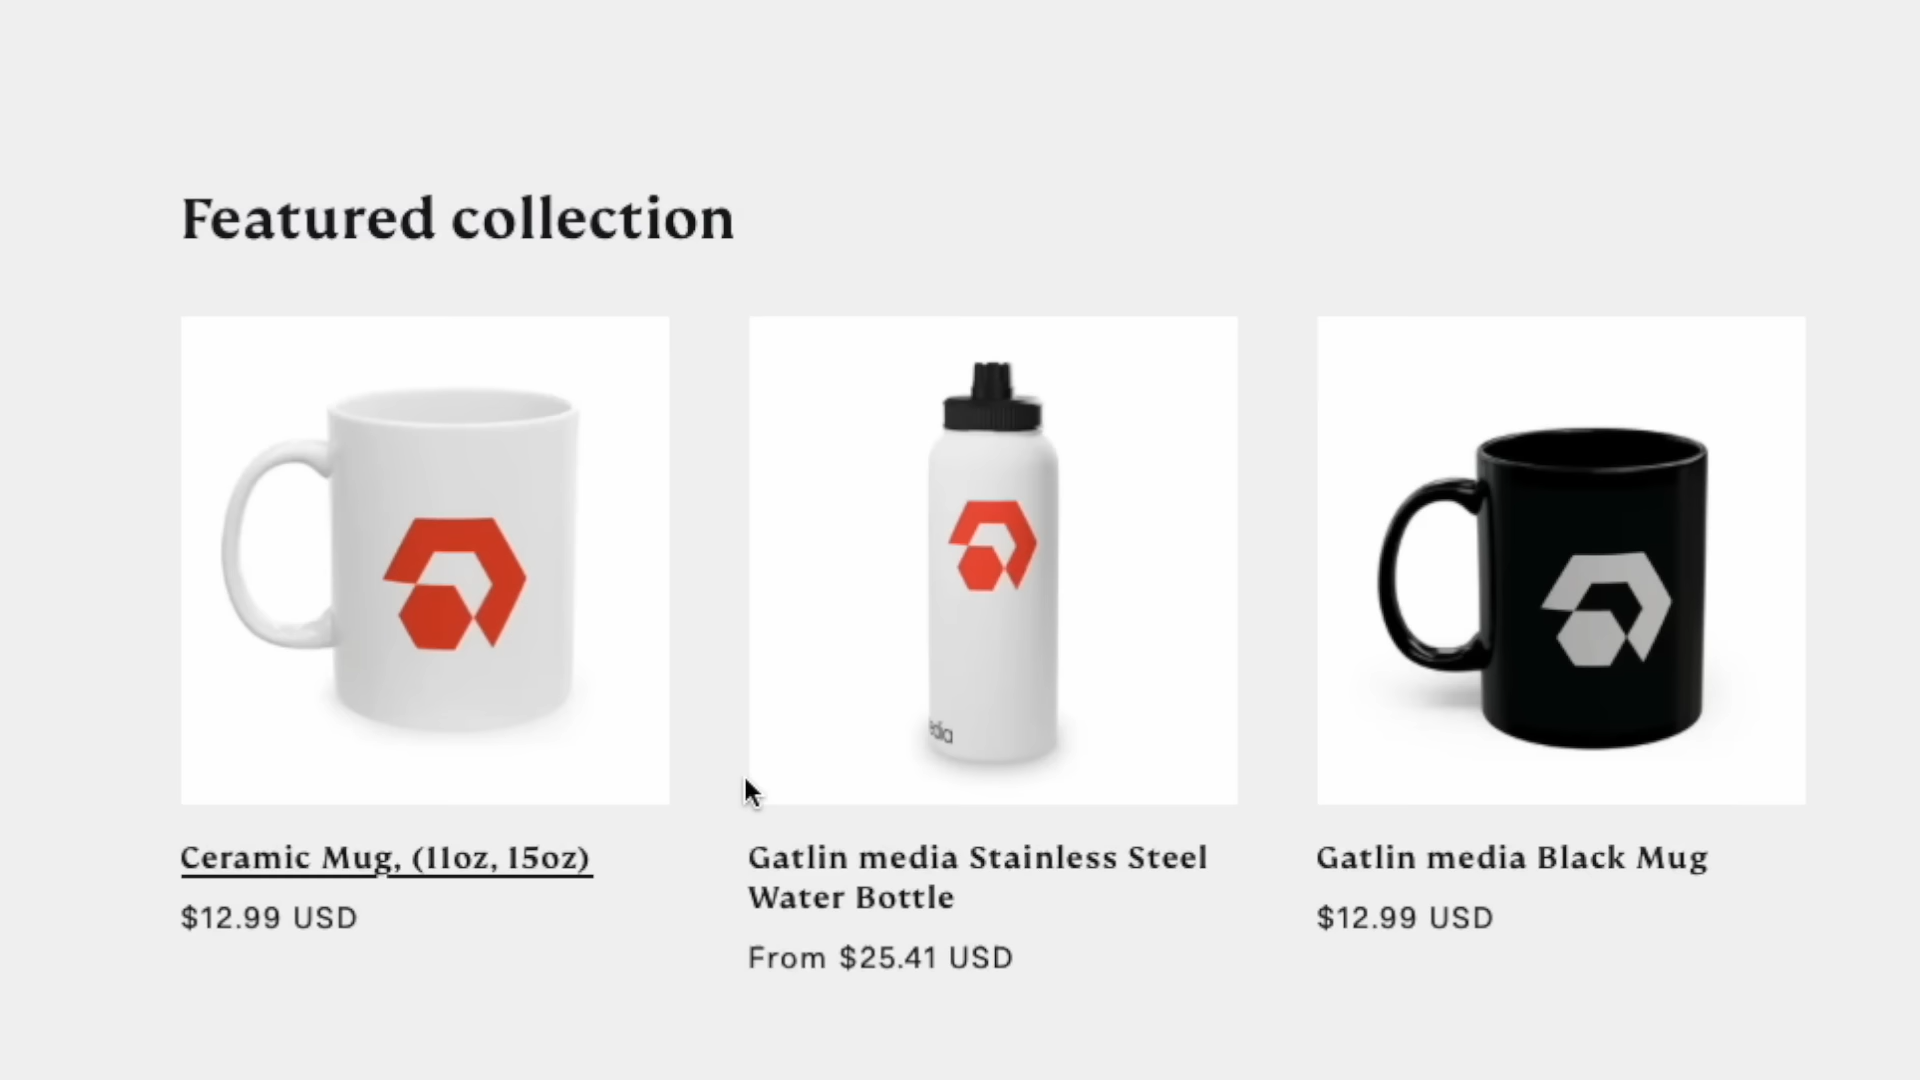 Featured collection
edia
Ceramic Mug, (11oz, 15oz)
$12.99 USD
Gatlin media Stainless Steel
Water Bottle
From $25.41 USD
Gatlin media Black Mug
$12.99 USD